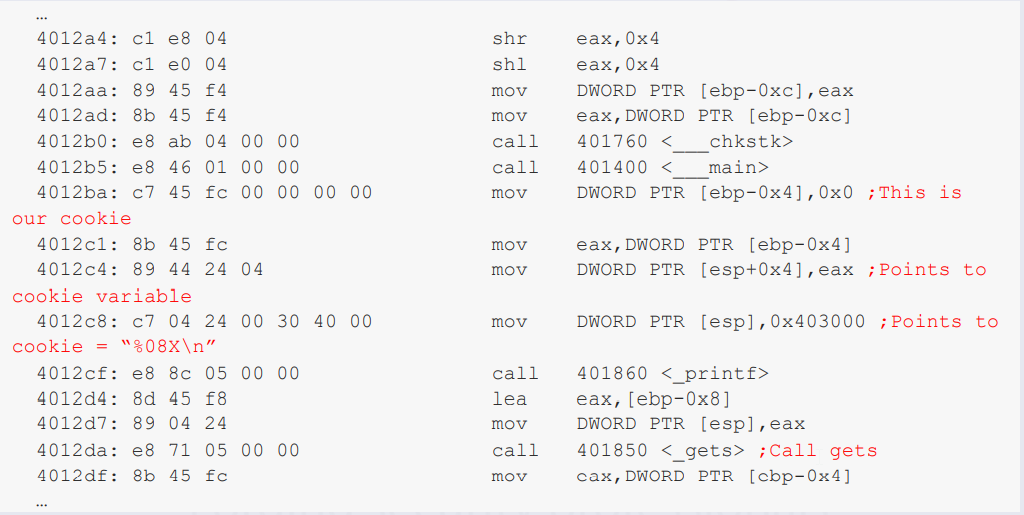 …
4012a4: c1 e8 04 shr eax,0x4
4012a7: c1 e0 04 shl eax,0x4
4012aa: 89 45 f4 mov DWORD PTR [ebp-0xc],eax
4012ad: 8b 45 f4 mov eax,DWORD PTR [ebp-0xc]
4012b0: e8 ab 04 00 00 call 401760 <___chkstk>
4012b5: e8 46 01 00 00 call 401400 <___main>
4012ba: c7 45 fc 00 00 00 00 mov DWORD PTR [ebp-0x4],0x0 ;This is
our cookie
4012c1: 8b 45 fc mov eax,DWORD PTR [ebp-0x4]
4012c4: 89 44 24 04 mov DWORD PTR [esp+0x4],eax ;Points to
cookie variable
4012c8: c7 04 24 00 30 40 00 mov DWORD PTR [esp],0x403000 ;Points to
cookie = “%08X\n”
4012cf: e8 8c 05 00 00 call 401860 <_printf>
4012d4: 8d 45 f8 lea eax,[ebp-0x8]
4012d7: 89 04 24 mov DWORD PTR [esp],eax
4012da: e8 71 05 00 00 call 401850 <_gets> ;Call gets
4012df: 8b 45 fc mov eax,DWORD PTR [ebp-0x4]
…